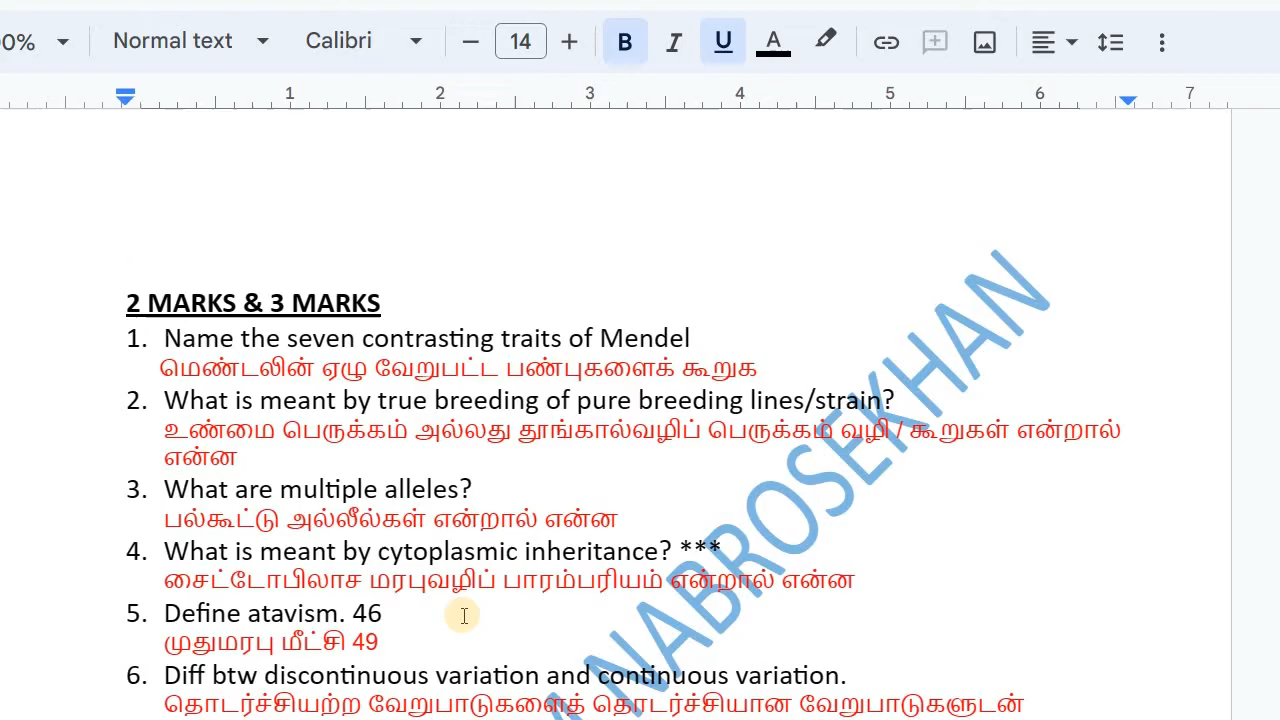 0% Normal text Calibri − 14 + B I U A
1 2 3 4 5 6 7
2 MARKS & 3 MARKS
1. Name the seven contrasting traits of Mendel
மெண்டலின் ஏழு வேறுபட்ட பண்புகளைக் கூறுக
2. What is meant by true breeding of pure breeding lines/strain?
உண்மை பெருக்கம் அல்லது தூங்கால்வழிப் பெருக்கம் வழி / கூறுகள் என்றால்
என்ன
3. What are multiple alleles?
பல்கூட்டு அல்லீல்கள் என்றால் என்ன
4. What is meant by cytoplasmic inheritance? ***
சைட்டோபிலாச மரபுவழிப் பாரம்பரியம் என்றால் என்ன
5. Define atavism. 46
முதுமரபு மீட்சி 49
6. Diff btw discontinuous variation and continuous variation.
தொடர்ச்சியற்ற வேறுபாடுகளைத் தொடர்ச்சியான வேறுபாடுகளுடன்
NABROSEKHAN